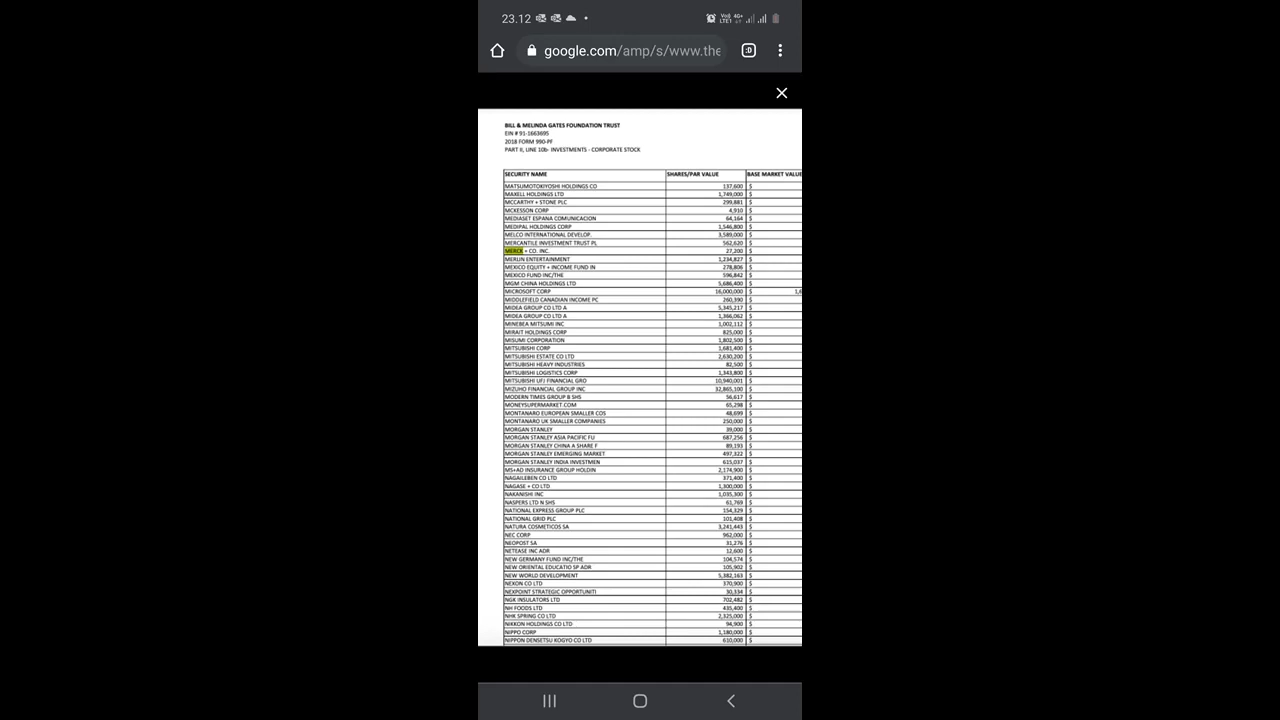 23.12
google.com/amp/s/www.the
BILL & MELINDA GATES FOUNDATION TRUST
EIN # 91-1663695
2018 FORM 990-PF
PART II, LINE 10b- INVESTMENTS - CORPORATE STOCK
SECURITY NAME SHARES/PAR VALUE BASE MARKET VALUE
MATSUMOTOKIYOSHI HOLDINGS CO 137,600 $
MAXELL HOLDINGS LTD 1,749,000 $
MCCARTHY + STONE PLC 299,881 $
MCKESSON CORP 4,910 $
MEDIASET ESPANA COMUNICACION 64,164 $
MEDIPAL HOLDINGS CORP 1,546,800 $
MELCO INTERNATIONAL DEVELOP. 3,589,000 $
MERCANTILE INVESTMENT TRUST PL 562,620 $
MERCK + CO. INC. 27,200 $
MERLIN ENTERTAINMENT 1,234,827 $
MEXICO EQUITY + INCOME FUND IN 278,806 $
MEXICO FUND INC/THE 596,842 $
MGM CHINA HOLDINGS LTD 5,686,400 $
MICROSOFT CORP 16,000,000 $ 1,6
MIDDLEFIELD CANADIAN INCOME PC 260,390 $
MIDEA GROUP CO LTD A 5,345,217 $
MIDEA GROUP CO LTD A 1,366,062 $
MINEBEA MITSUMI INC 1,002,112 $
MIRAIT HOLDINGS CORP 825,000 $
MISUMI CORPORATION 1,802,500 $
MITSUBISHI CORP 1,681,400 $
MITSUBISHI ESTATE CO LTD 2,630,200 $
MITSUBISHI HEAVY INDUSTRIES 82,500 $
MITSUBISHI LOGISTICS CORP 1,343,800 $
MITSUBISHI UFJ FINANCIAL GRO 10,940,001 $
MIZUHO FINANCIAL GROUP INC 32,865,100 $
MODERN TIMES GROUP B SHS 56,617 $
MONEYSUPERMARKET.COM 65,298 $
MONTANARO EUROPEAN SMALLER COS 48,699 $
MONTANARO UK SMALLER COMPANIES 250,000 $
MORGAN STANLEY 39,000 $
MORGAN STANLEY ASIA PACIFIC FU 687,256 $
MORGAN STANLEY CHINA A SHARE F 89,193 $
MORGAN STANLEY EMERGING MARKET 497,322 $
MORGAN STANLEY INDIA INVESTMEN 615,037 $
MS+AD INSURANCE GROUP HOLDIN 2,174,900 $
NAGAILEBEN CO LTD 371,400 $
NAGASE + CO LTD 1,300,000 $
NAKANISHI INC 1,035,300 $
NASPERS LTD N SHS 61,769 $
NATIONAL EXPRESS GROUP PLC 154,329 $
NATIONAL GRID PLC 101,408 $
NATURA COSMETICOS SA 3,241,443 $
NEC CORP 962,000 $
NEOPOST SA 31,276 $
NETEASE INC ADR 12,600 $
NEW GERMANY FUND INC/THE 104,574 $
NEW ORIENTAL EDUCATIO SP ADR 105,902 $
NEW WORLD DEVELOPMENT 5,382,163 $
NEXON CO LTD 370,900 $
NEXPOINT STRATEGIC OPPORTUNITI 30,334 $
NGK INSULATORS LTD 702,482 $
NH FOODS LTD 435,400 $
NHK SPRING CO LTD 2,325,000 $
NIKKON HOLDINGS CO LTD 94,900 $
NIPPO CORP 1,180,000 $
NIPPON DENSETSU KOGYO CO LTD 610,000 $